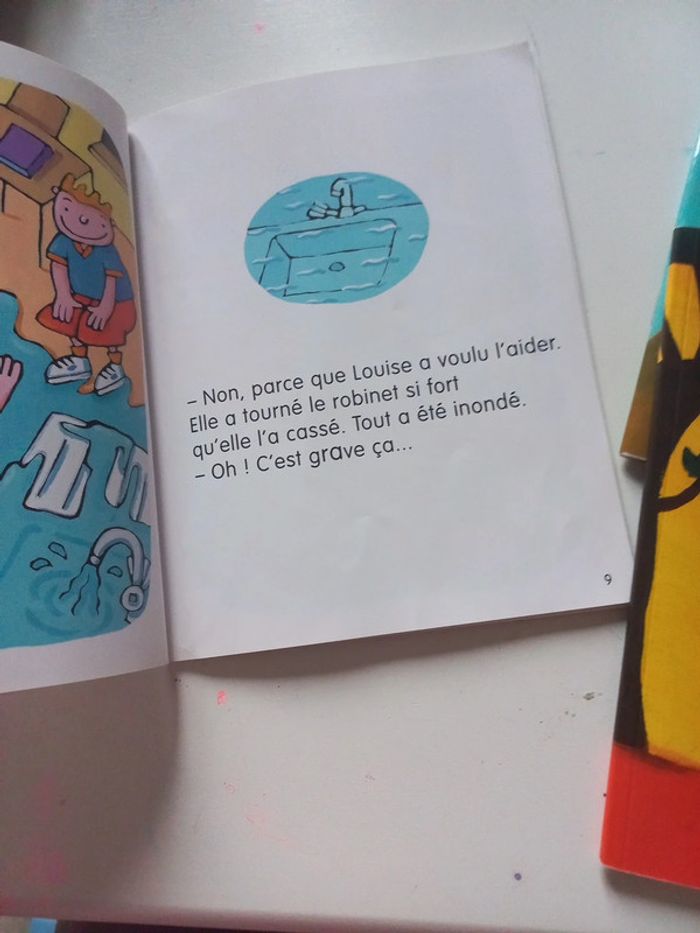 – Non, parce que Louise a voulu l'aider.
Elle a tourné le robinet si fort
qu'elle l'a cassé. Tout a été inondé.
– Oh ! C'est grave ça...
9